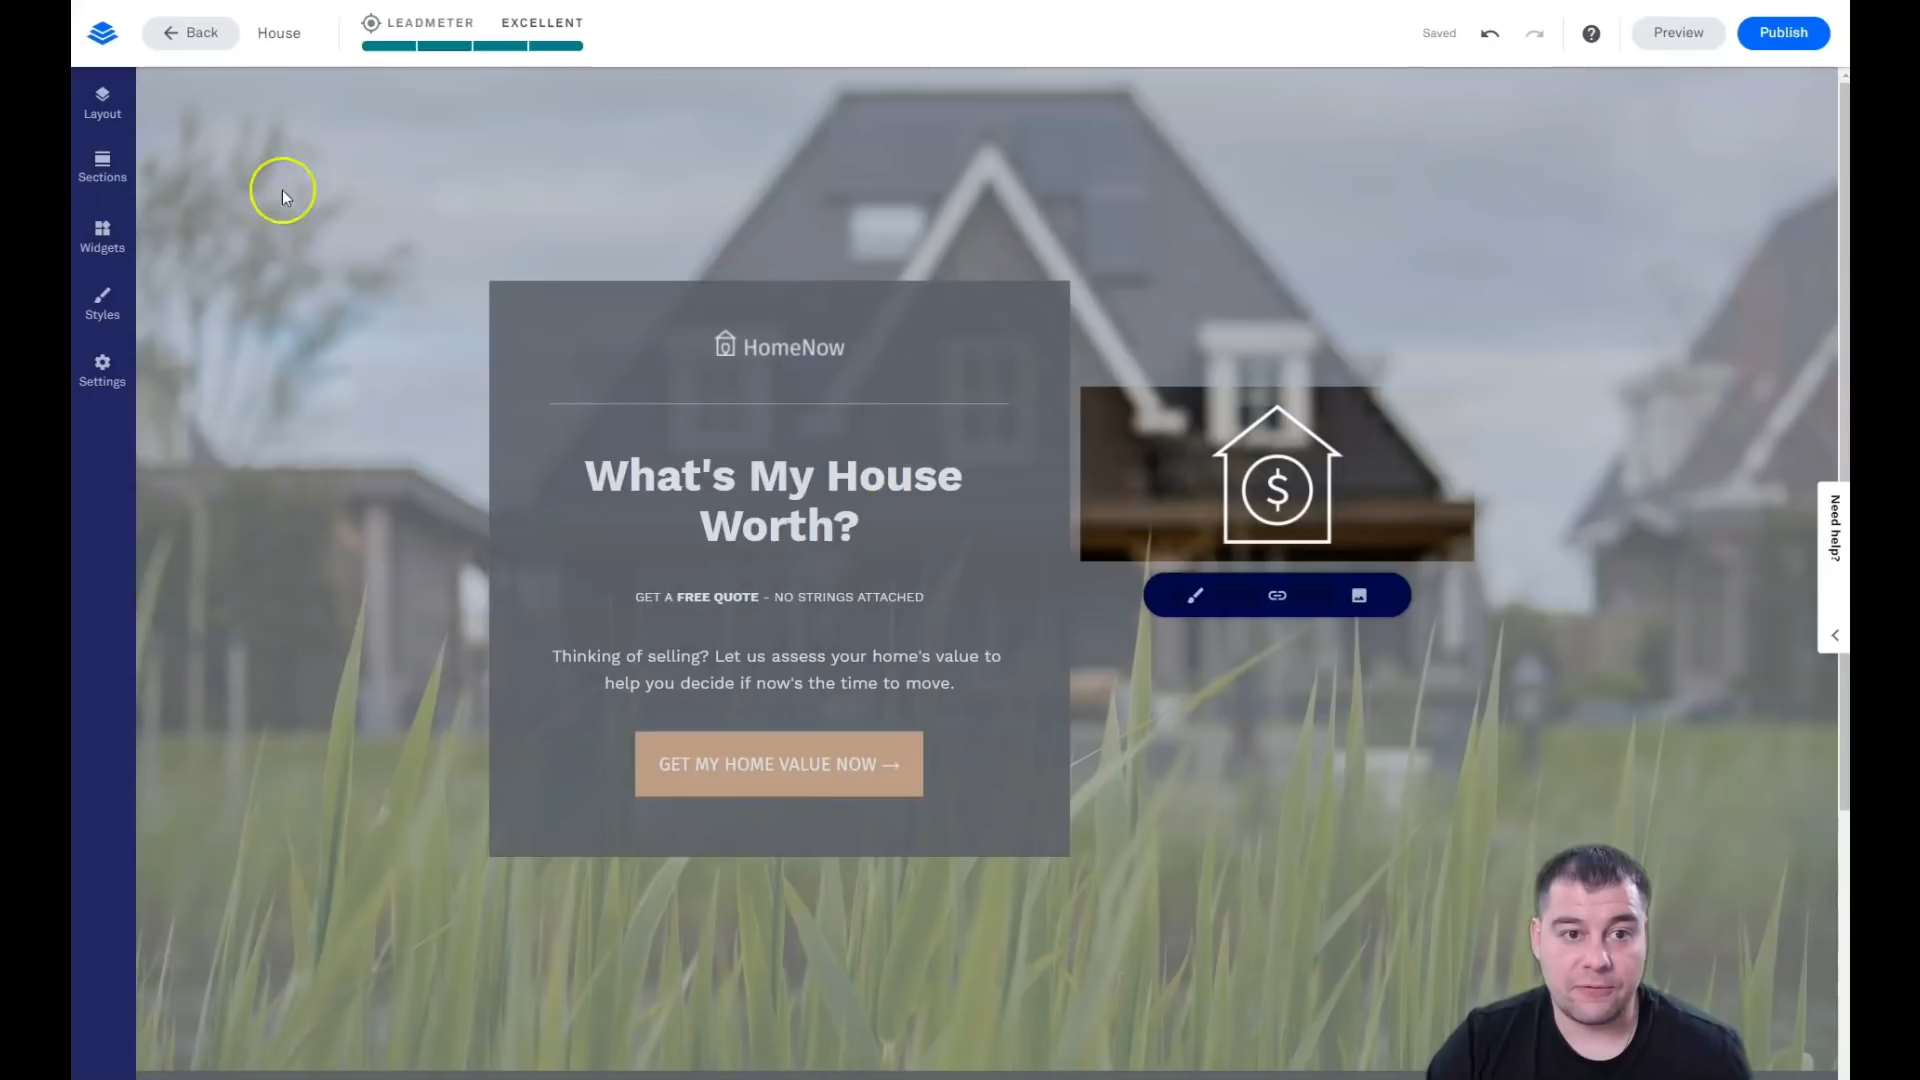 Back
House
LEADMETER EXCELLENT
Saved
Preview
Publish
Layout
Sections
Widgets
Styles
Settings
HomeNow
What's My House
Worth?
GET A FREE QUOTE - NO STRINGS ATTACHED
Thinking of selling? Let us assess your home's value to
help you decide if now's the time to move.
GET MY HOME VALUE NOW →
$
Need help?